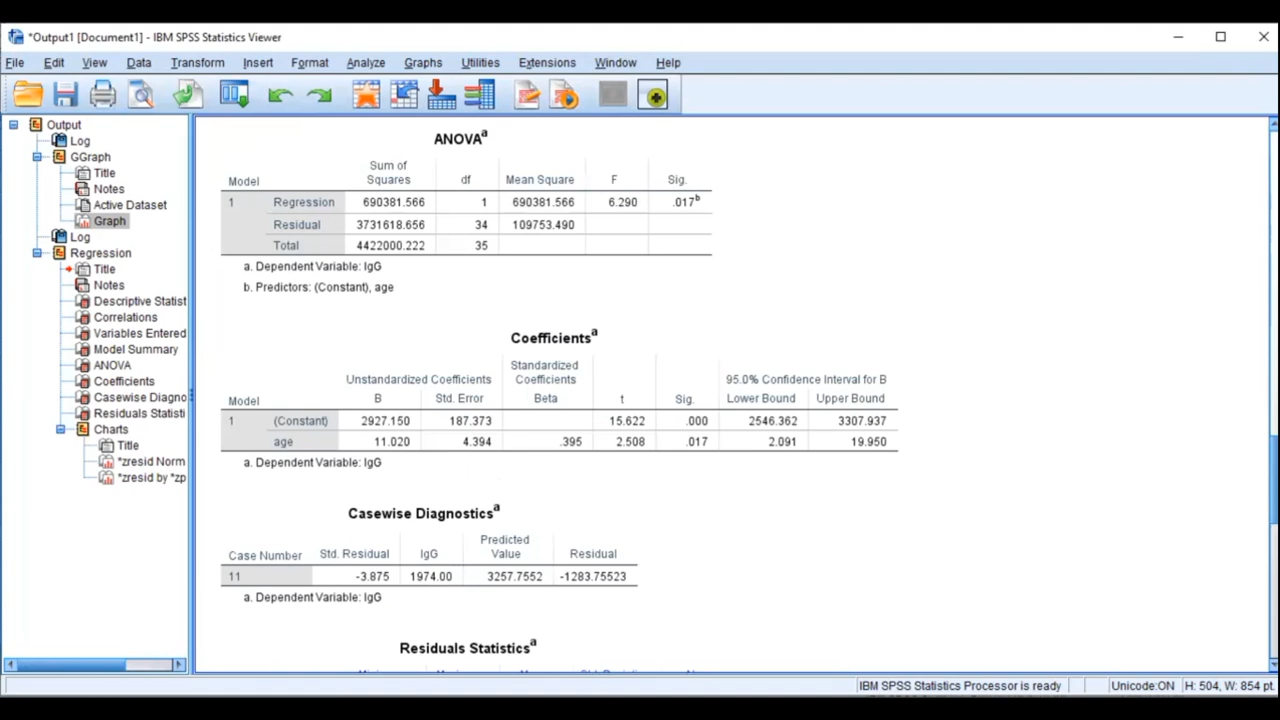 *Output1 [Document1] - IBM SPSS Statistics Viewer
File Edit View Data Transform Insert Format Analyze Graphs Utilities Extensions Window Help
Output
Log
GGraph
Title
Notes
Active Dataset
Graph
Log
Regression
Title
Notes
Descriptive Statist
Correlations
Variables Entered
Model Summary
ANOVA
Coefficients
Casewise Diagno
Residuals Statisti
Charts
Title
*zresid Norm
*zresid by *zp
ANOVAa
Sum of
Model Squares df Mean Square F Sig.
1 Regression 690381.566 1 690381.566 6.290 .017b
Residual 3731618.656 34 109753.490
Total 4422000.222 35
a. Dependent Variable: IgG
b. Predictors: (Constant), age
Coefficientsa
Standardized
Unstandardized Coefficients Coefficients 95.0% Confidence Interval for B
Model B Std. Error Beta t Sig. Lower Bound Upper Bound
1 (Constant) 2927.150 187.373 15.622 .000 2546.362 3307.937
age 11.020 4.394 .395 2.508 .017 2.091 19.950
a. Dependent Variable: IgG
Casewise Diagnosticsa
Predicted
Case Number Std. Residual IgG Value Residual
11 -3.875 1974.00 3257.7552 -1283.75523
a. Dependent Variable: IgG
Residuals Statisticsa
IBM SPSS Statistics Processor is ready Unicode:ON H: 504, W: 854 pt.